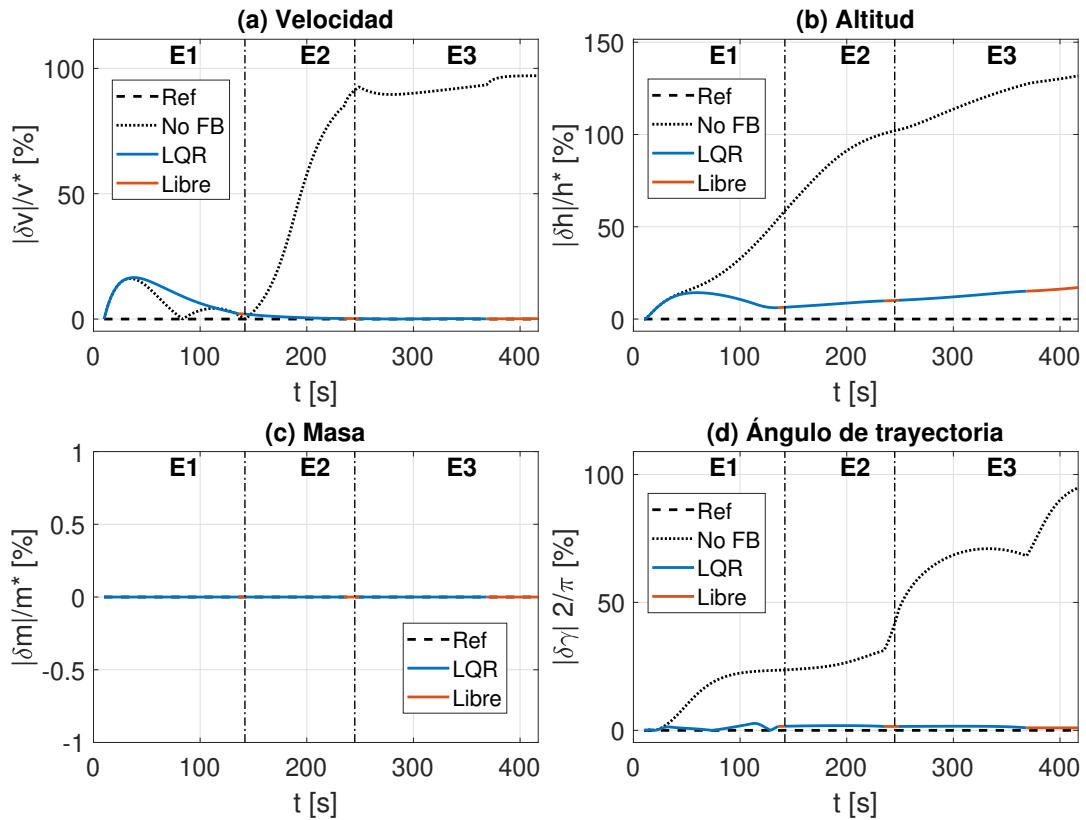 (a) Velocidad
E1 E2 E3
Ref
No FB
LQR
Libre
|δv|/v* [%]
100
50
0
0 100 200 300 400
t [s]
(b) Altitud
E1 E2 E3
Ref
No FB
LQR
Libre
|δh|/h* [%]
150
100
50
0
0 100 200 300 400
t [s]
(c) Masa
E1 E2 E3
Ref
LQR
Libre
|δm|/m* [%]
1
0.5
0
-0.5
-1
0 100 200 300 400
t [s]
(d) Ángulo de trayectoria
E1 E2 E3
Ref
No FB
LQR
Libre
|δγ| 2/π [%]
100
50
0
0 100 200 300 400
t [s]